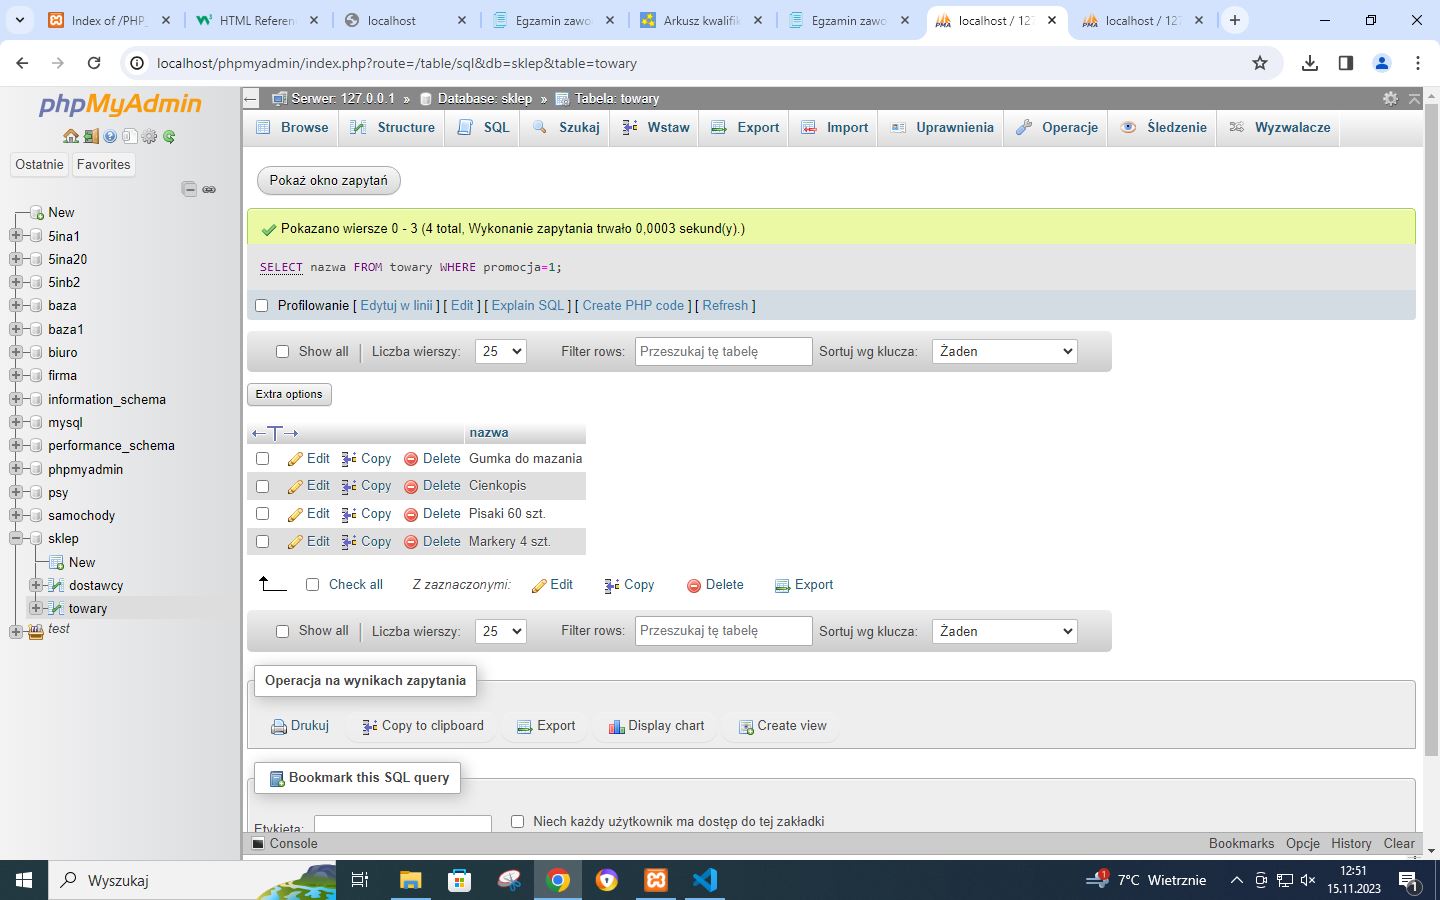 Index of /PHP_
HTML Referen
localhost
Egzamin zawo
Arkusz kwalifik
Egzamin zawo
localhost / 127
localhost / 127
localhost/phpmyadmin/index.php?route=/table/sql&db=sklep&table=towary
phpMyAdmin
Ostatnie Favorites
New
5ina1
5ina20
5inb2
baza
baza1
biuro
firma
information_schema
mysql
performance_schema
phpmyadmin
psy
samochody
sklep
New
dostawcy
towary
test
Serwer: 127.0.0.1 » Database: sklep » Tabela: towary
Browse Structure SQL Szukaj Wstaw Export Import Uprawnienia Operacje Śledzenie Wyzwalacze
Pokaż okno zapytań
Pokazano wiersze 0 - 3 (4 total, Wykonanie zapytania trwało 0,0003 sekund(y).)
SELECT nazwa FROM towary WHERE promocja=1;
Profilowanie [ Edytuj w linii ] [ Edit ] [ Explain SQL ] [ Create PHP code ] [ Refresh ]
Show all Liczba wierszy: 25 Filter rows: Przeszukaj tę tabelę Sortuj wg klucza: Żaden
Extra options
←T→ nazwa
Edit Copy Delete Gumka do mazania
Edit Copy Delete Cienkopis
Edit Copy Delete Pisaki 60 szt.
Edit Copy Delete Markery 4 szt.
Check all Z zaznaczonymi: Edit Copy Delete Export
Show all Liczba wierszy: 25 Filter rows: Przeszukaj tę tabelę Sortuj wg klucza: Żaden
Operacja na wynikach zapytania
Drukuj Copy to clipboard Export Display chart Create view
Bookmark this SQL query
Etykieta: Niech każdy użytkownik ma dostęp do tej zakładki
Console Bookmarks Opcje History Clear
Wyszukaj
1
7°C Wietrznie
12:51
15.11.2023
1